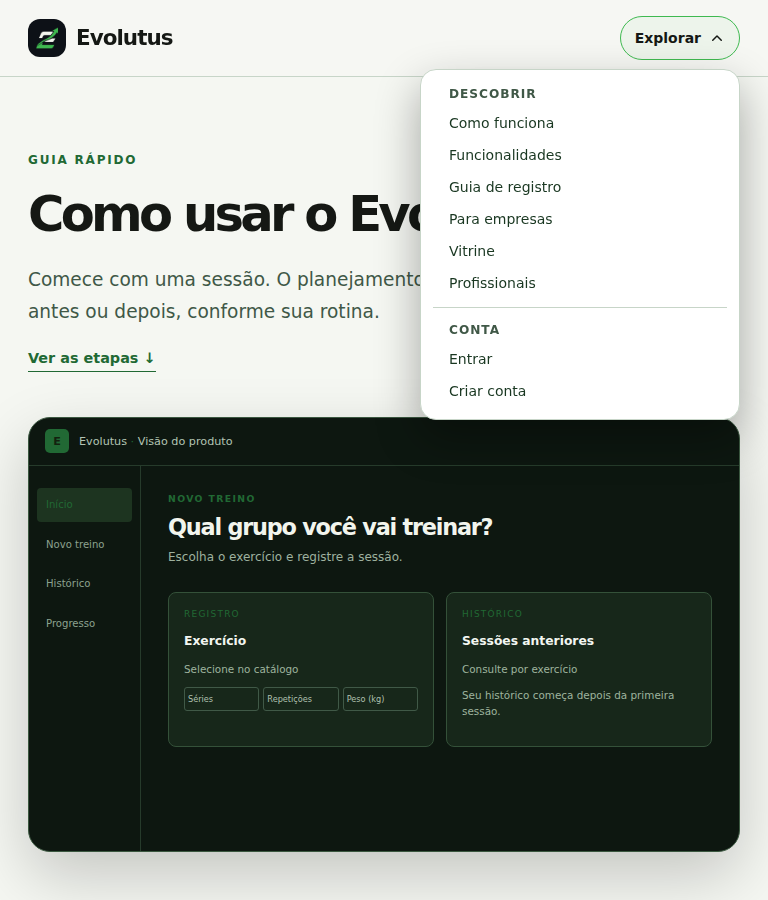 Evolutus
Explorar
DESCOBRIR
Como funciona
Funcionalidades
Guia de registro
Para empresas
Vitrine
Profissionais
CONTA
Entrar
Criar conta
GUIA RÁPIDO
Como usar o
Comece com uma sessão. O planejamento
antes ou depois, conforme sua rotina.
Ver as etapas ↓
E
Evolutus · Visão do produto
Início
Novo treino
Histórico
Progresso
NOVO TREINO
Qual grupo você vai treinar?
Escolha o exercício e registre a sessão.
REGISTRO
Exercício
Selecione no catálogo
Séries
Repetições
Peso (kg)
HISTÓRICO
Sessões anteriores
Consulte por exercício
Seu histórico começa depois da primeira
sessão.